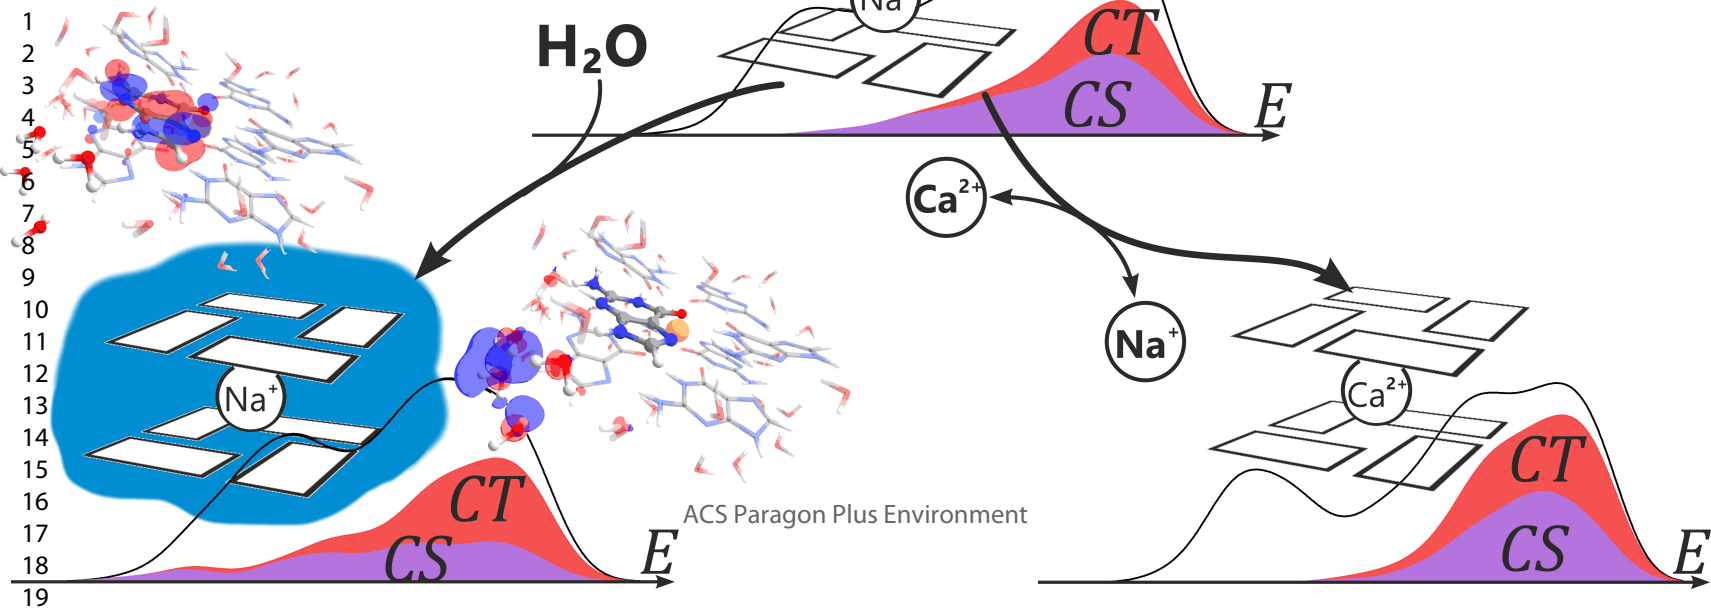 1
2
3
4
5
6
7
8
9
10
11
12
13
14
15
16
17
18
19
Na
H₂O
CT
CS
E
Ca²⁺
Na⁺
Na⁺
CT
CS
E
ACS Paragon Plus Environment
Ca²⁺
CT
CS
E